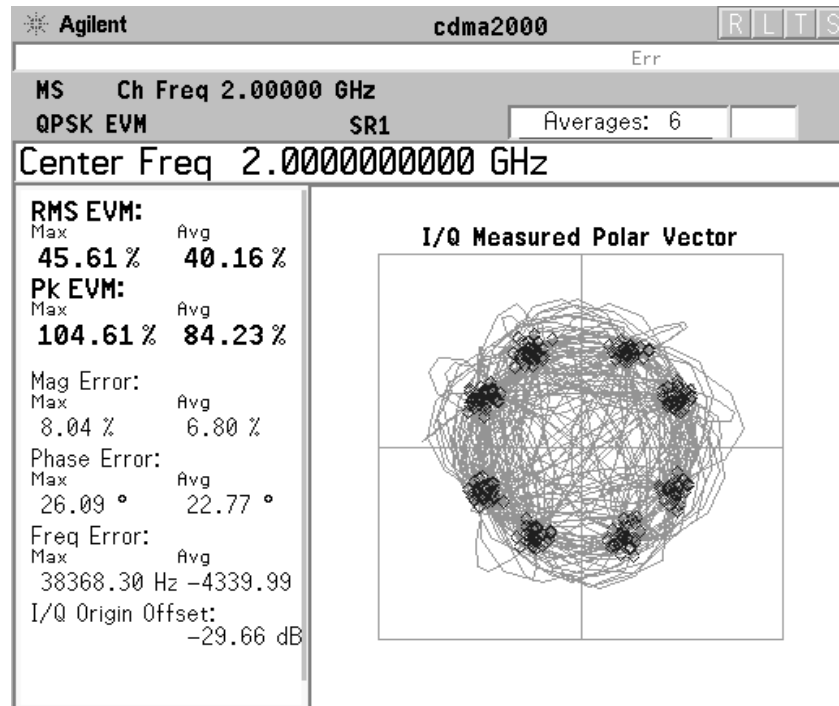 Agilent cdma2000 R L T S
Err
MS Ch Freq 2.00000 GHz
QPSK EVM SR1 Averages: 6
Center Freq 2.0000000000 GHz
RMS EVM:
Max Avg
45.61 % 40.16 %
Pk EVM:
Max Avg
104.61 % 84.23 %
Mag Error:
Max Avg
8.04 % 6.80 %
Phase Error:
Max Avg
26.09 ° 22.77 °
Freq Error:
Max Avg
38368.30 Hz -4339.99
I/Q Origin Offset:
-29.66 dB
I/Q Measured Polar Vector